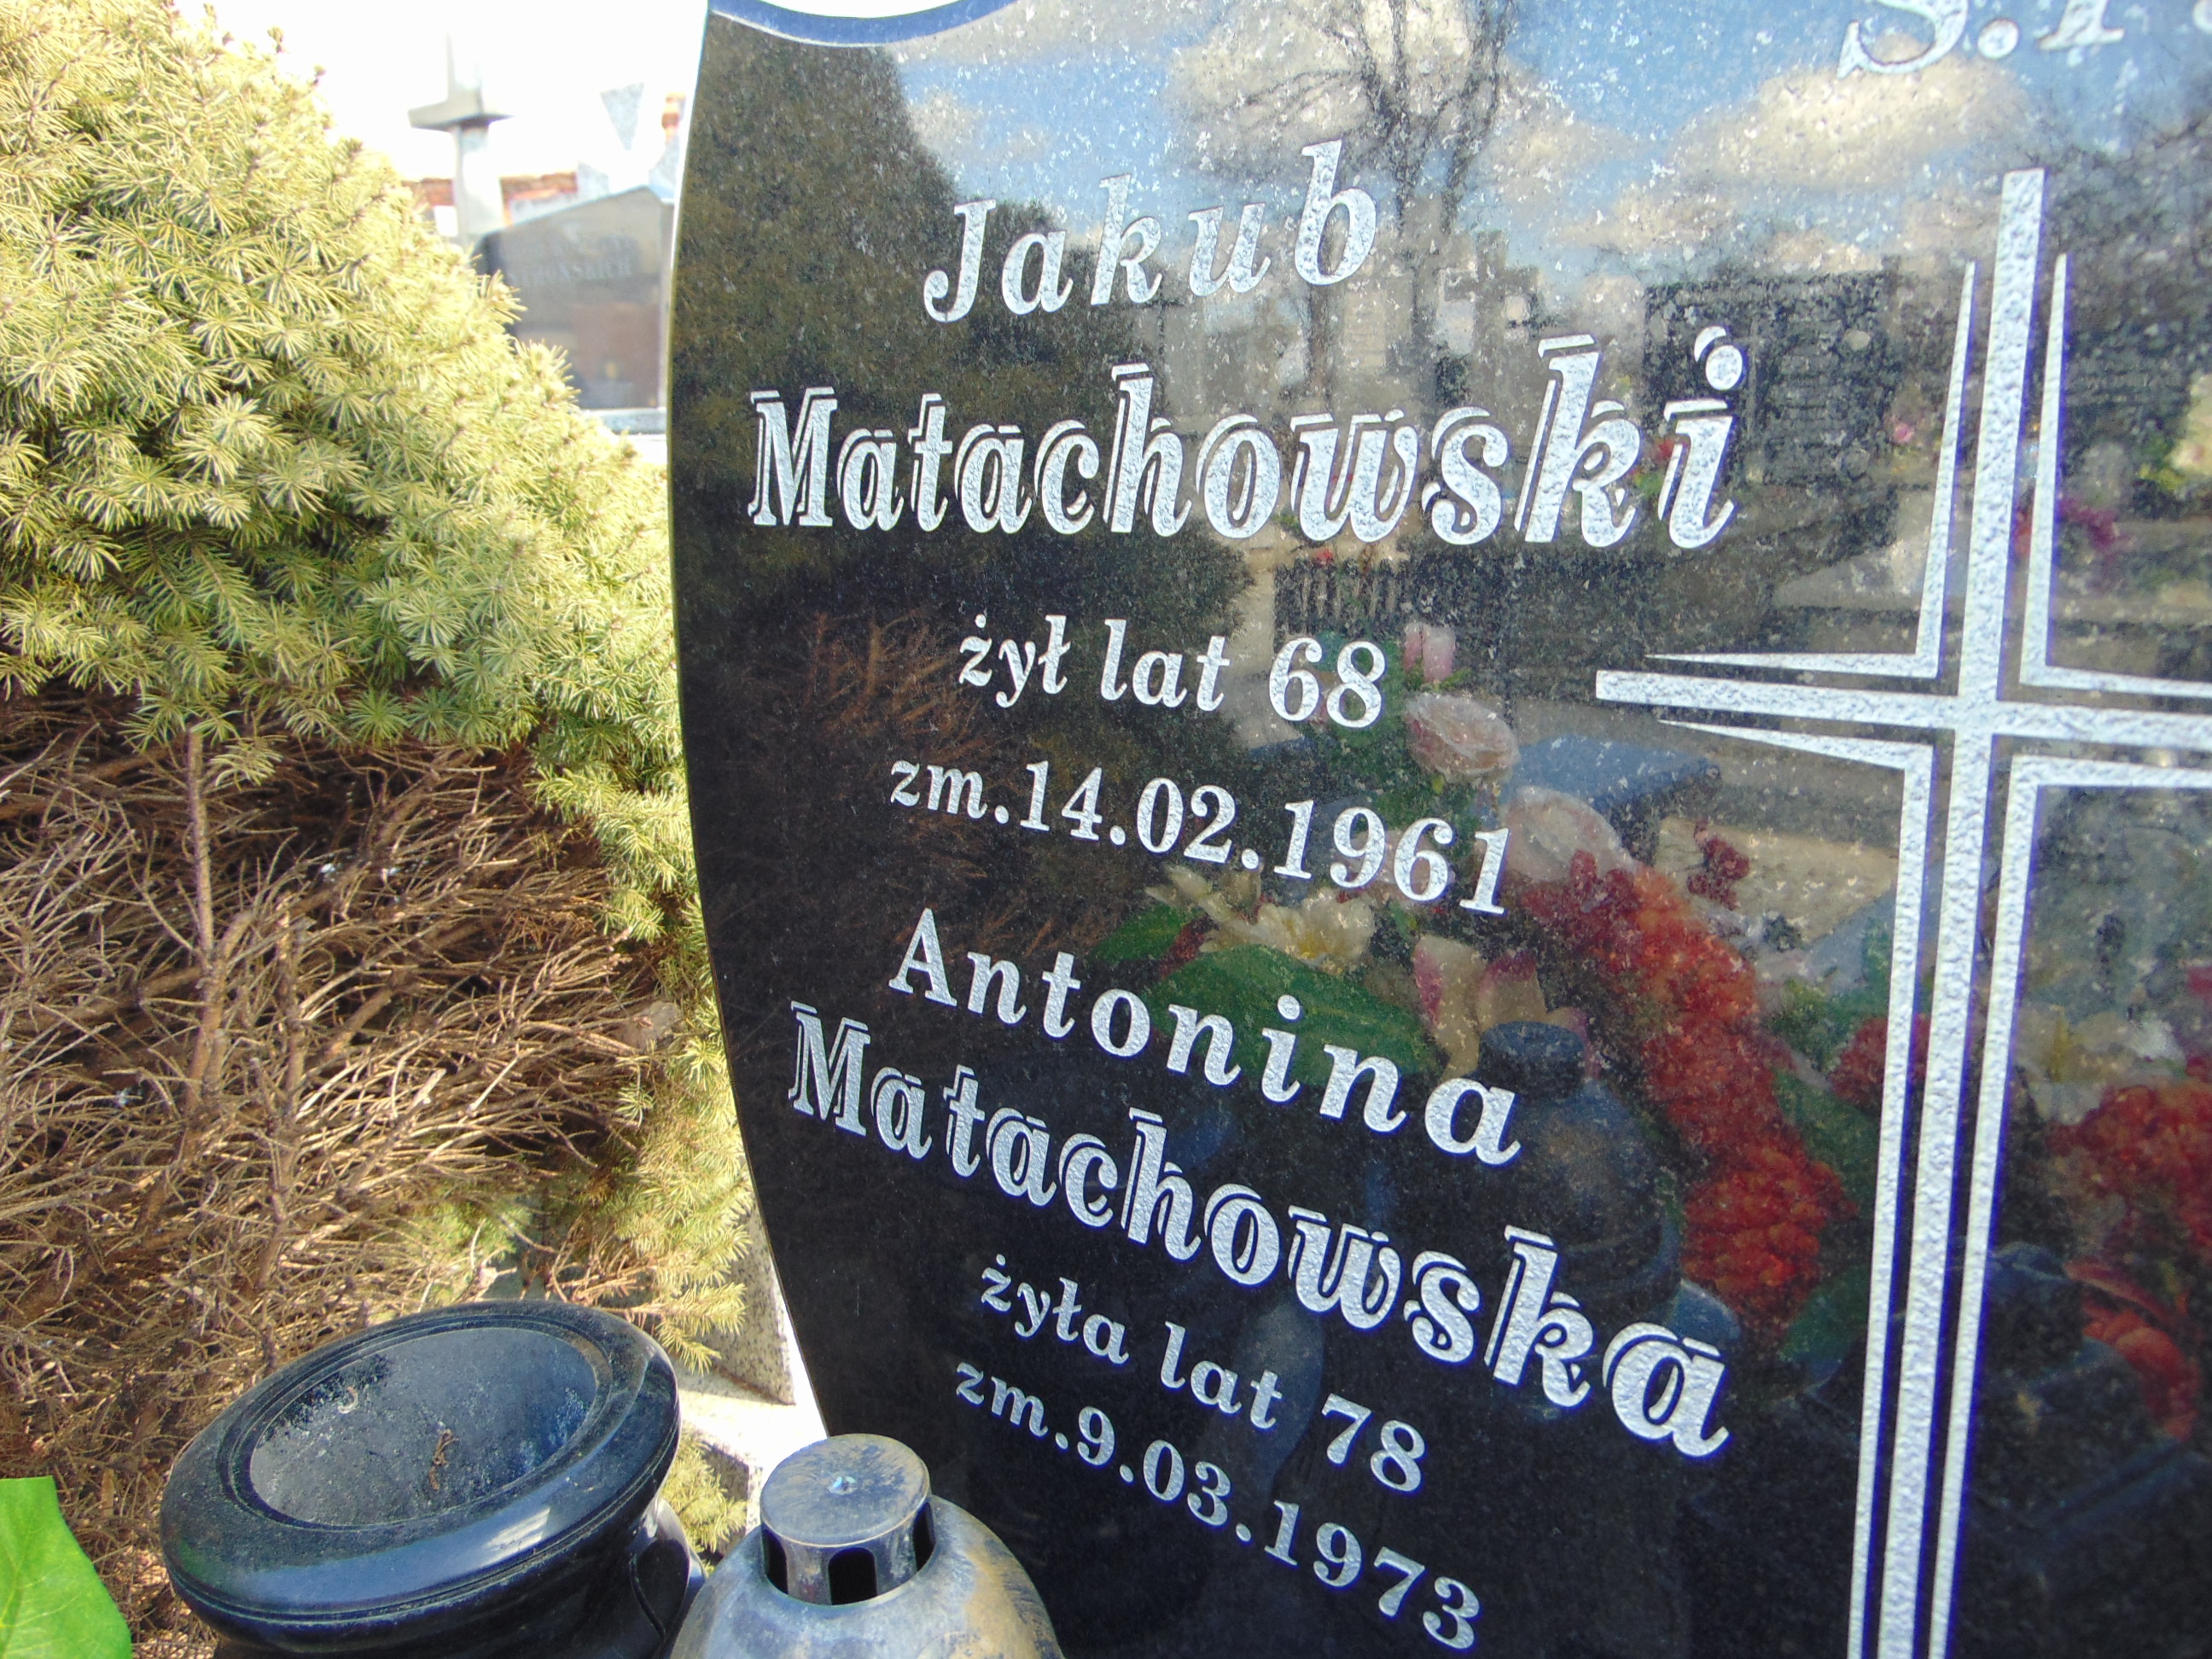 Jakub
Matachowski
żył lat 68
zm.14.02.1961
Antonina
Matachowska
żyła lat 78
zm.9.03.1973